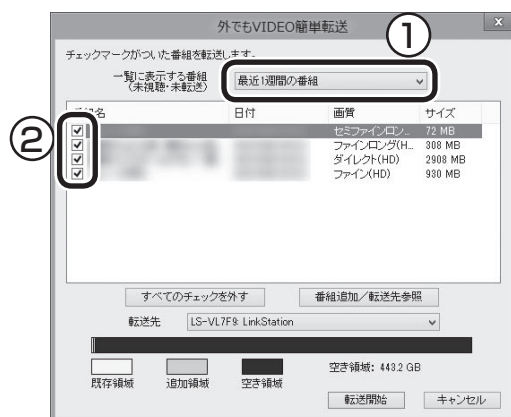 外でもVIDEO簡単転送
x
①
チェックマークがついた番組を転送します。
一覧に表示する番組
(未視聴・未転送)
最近1週間の番組
日付
画質
サイズ
②
セミファインロン...
72 MB
ファインロング(H...
308 MB
ダイレクト(HD)
2908 MB
ファイン(HD)
930 MB
すべてのチェックを外す
番組追加/転送先参照
転送先
LS-VL7F9: LinkStation
既存領域
追加領域
空き領域
空き領域: 443.2 GB
転送開始
キャンセル